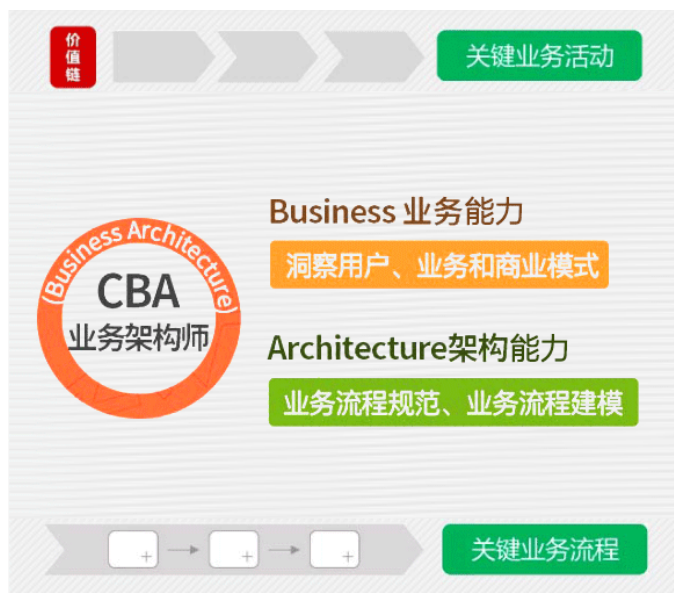 价值链
关键业务活动
(Business Architecture)
CBA
业务架构师
Business 业务能力
洞察用户、业务和商业模式
Architecture架构能力
业务流程规范、业务流程建模
+
+
+
关键业务流程